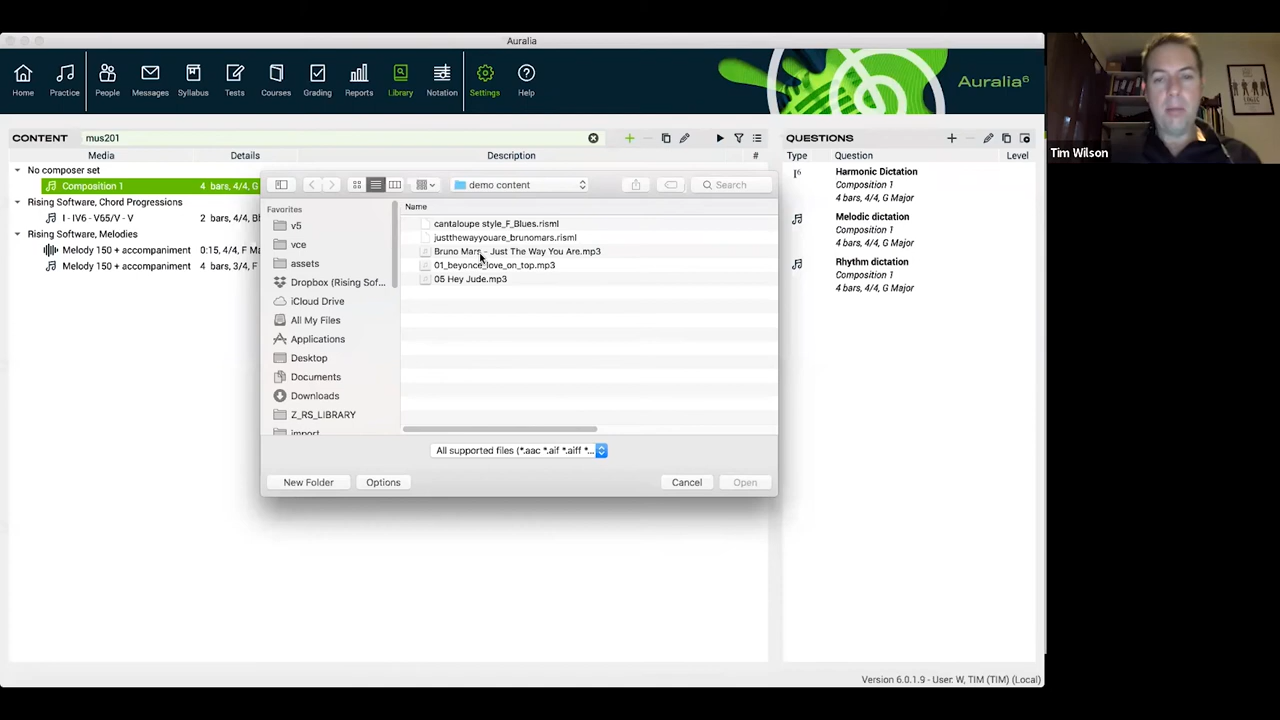 Auralia
Home Practice People Messages Syllabus Tests Courses Grading Reports Library Notation Settings Help
Auralia6
Tim Wilson
CONTENT mus201
QUESTIONS
Media Details Description #
Type Question Level
No composer set
Composition 1 4 bars, 4/4, G
Rising Software, Chord Progressions
I - IV6 - V65/V - V
Rising Software, Melodies
Melody 150 + accompaniment 0:15, 4/4, F Ma
Melody 150 + accompaniment 4 bars, 3/4, F
demo content
Search
Favorites
v5
vce
assets
Dropbox (Rising Sof...
iCloud Drive
All My Files
Applications
Desktop
Documents
Downloads
Z_RS_LIBRARY
import
Name
cantaloupe style_F_Blues.risml
justthewayyouare_brunomars.risml
Bruno Mars - Just The Way You Are.mp3
01_beyonce_love_on_top.mp3
05 Hey Jude.mp3
All supported files (*.aac *.aif *.aiff *...
New Folder Options Cancel Open
Harmonic Dictation
Composition 1
4 bars, 4/4, G Major
Melodic dictation
Composition 1
4 bars, 4/4, G Major
Rhythm dictation
Composition 1
4 bars, 4/4, G Major
Version 6.0.1.9 - User: W, TIM (TIM) (Local)